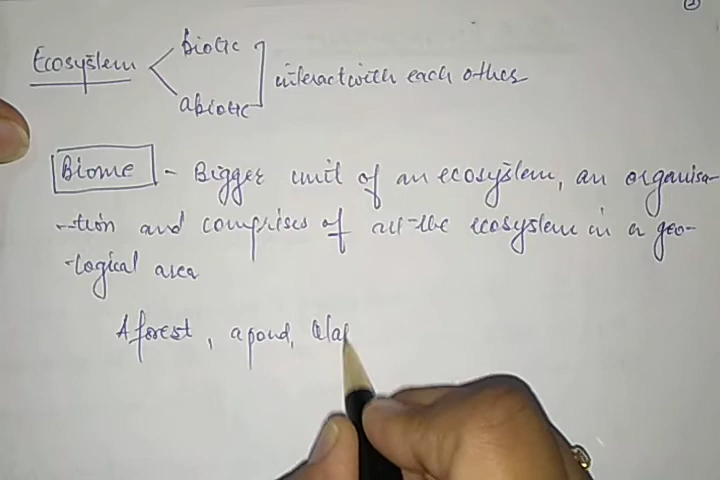 ②
Ecosystem biotic
abiotic interact with each other
Biome - Bigger unit of an ecosystem, an organisa-
-tion and comprises of all the ecosystem in a geo-
-logical area
A forest, a pond,